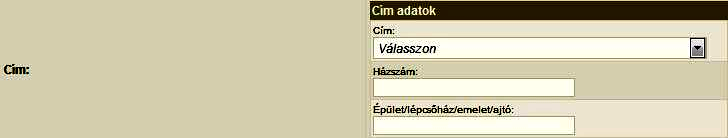 Cím adatok
Cím:
Válasszon
Cím:
Házszám:
Épület/lépcsőház/emelet/ajtó: